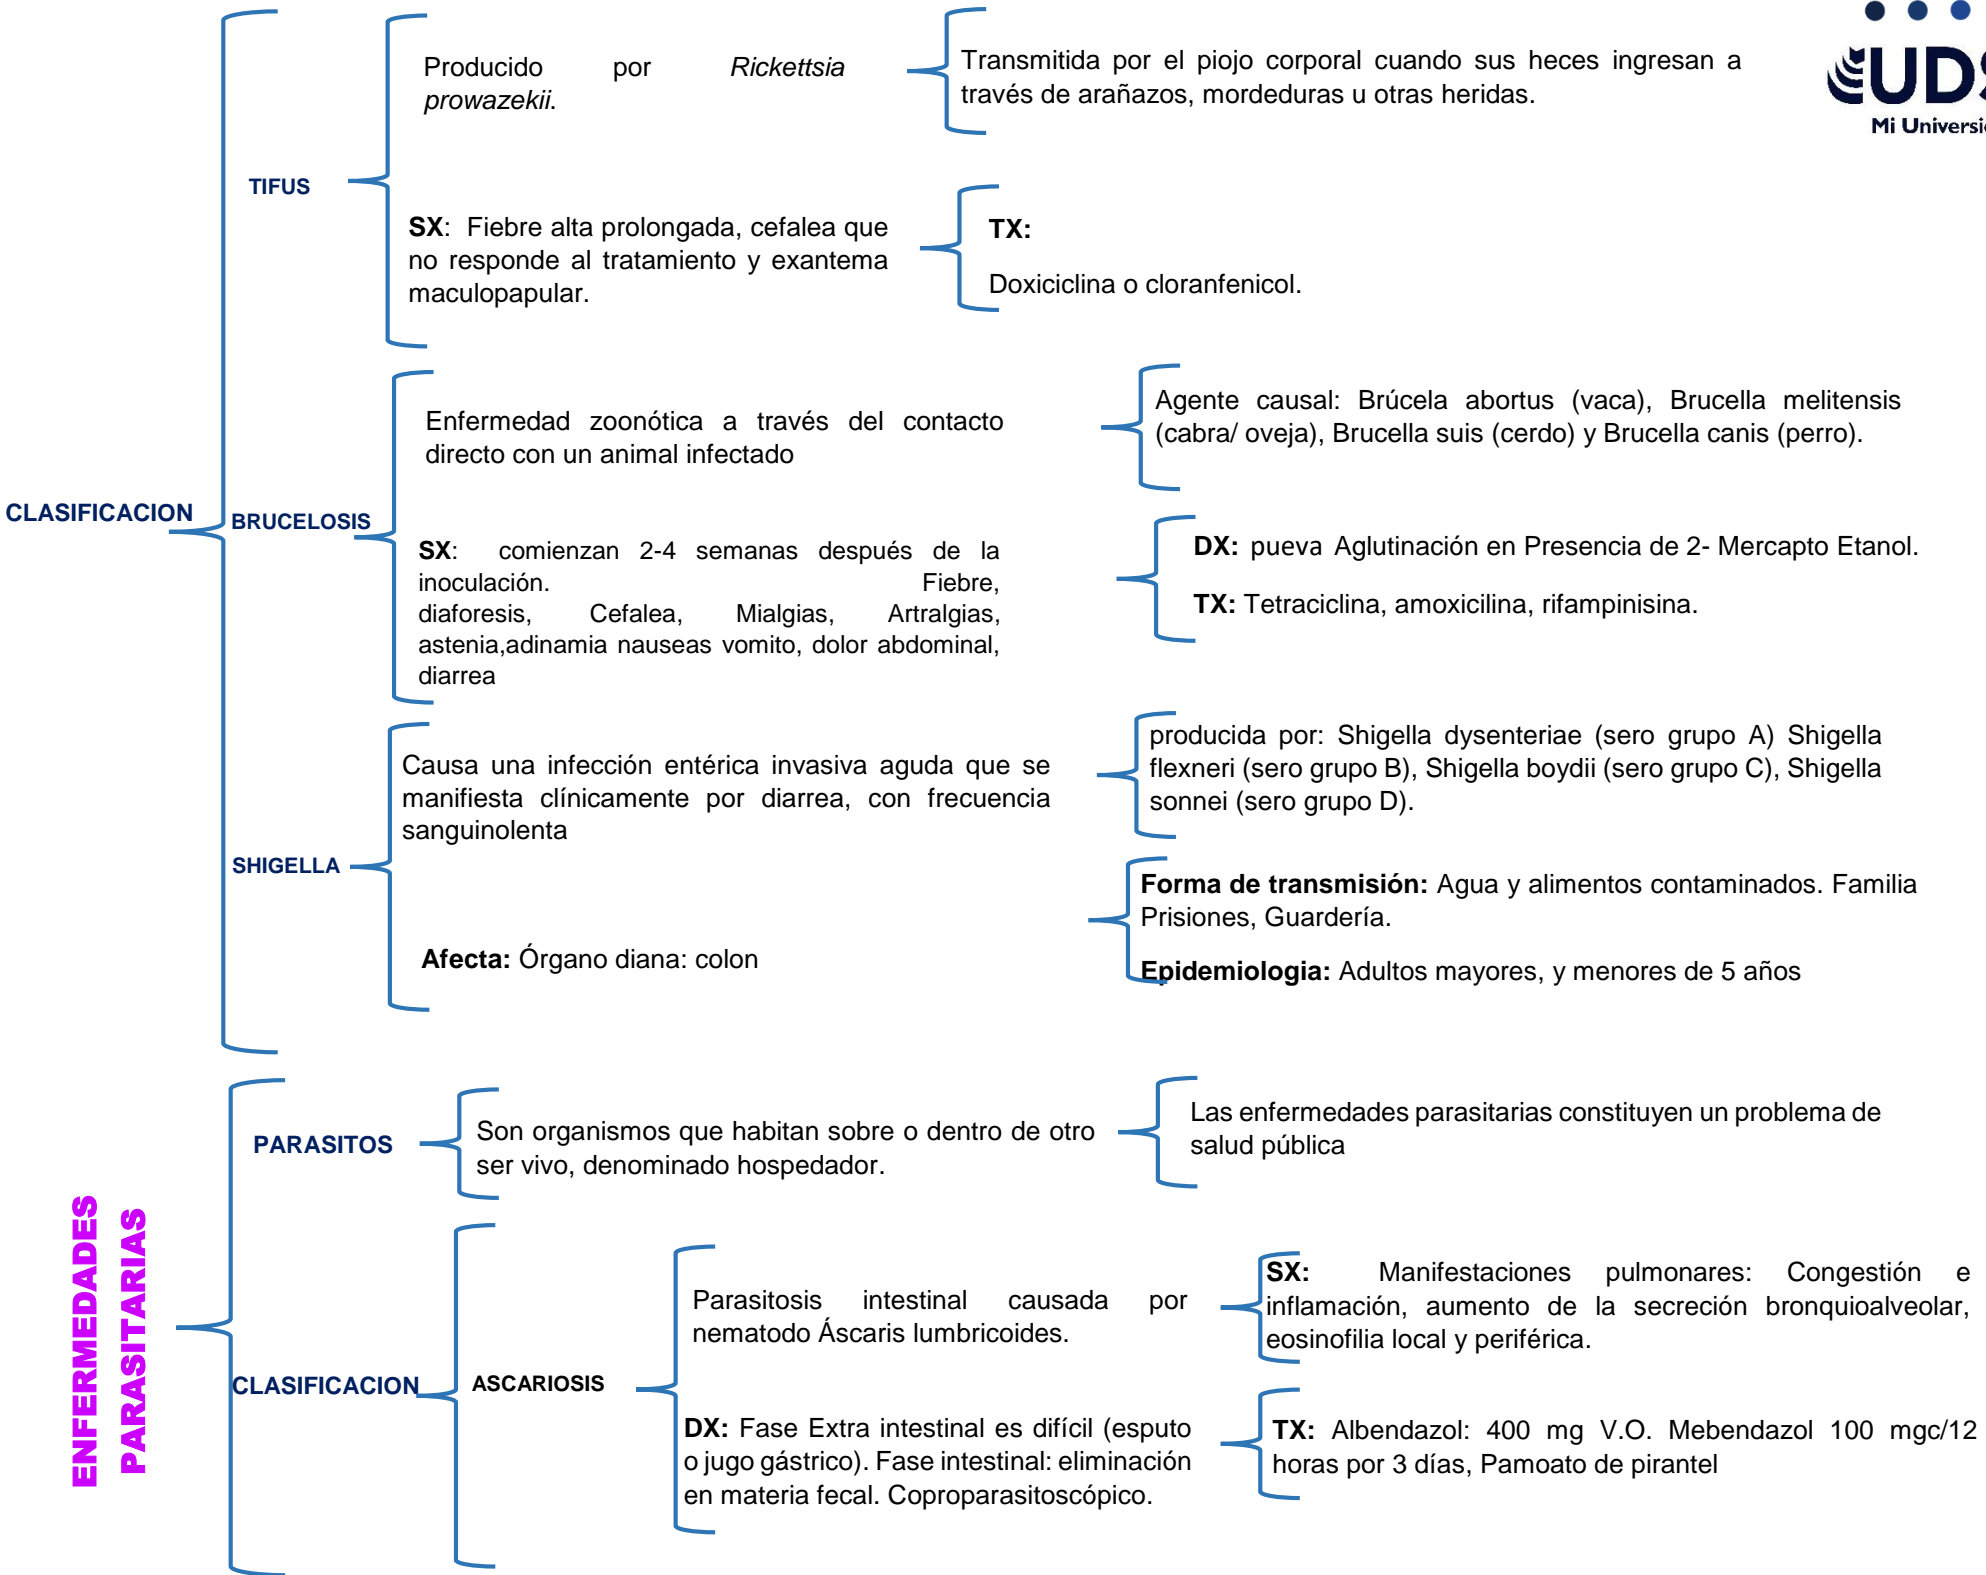 UDS
Mi Universi
CLASIFICACION
TIFUS
Producido por Rickettsia
prowazekii.
Transmitida por el piojo corporal cuando sus heces ingresan a
través de arañazos, mordeduras u otras heridas.
SX: Fiebre alta prolongada, cefalea que
no responde al tratamiento y exantema
maculopapular.
TX:
Doxiciclina o cloranfenicol.
BRUCELOSIS
Enfermedad zoonótica a través del contacto
directo con un animal infectado
Agente causal: Brúcela abortus (vaca), Brucella melitensis
(cabra/ oveja), Brucella suis (cerdo) y Brucella canis (perro).
SX: comienzan 2-4 semanas después de la
inoculación. Fiebre,
diaforesis, Cefalea, Mialgias, Artralgias,
astenia,adinamia nauseas vomito, dolor abdominal,
diarrea
DX: pueva Aglutinación en Presencia de 2- Mercapto Etanol.
TX: Tetraciclina, amoxicilina, rifampinisina.
SHIGELLA
Causa una infección entérica invasiva aguda que se
manifiesta clínicamente por diarrea, con frecuencia
sanguinolenta
producida por: Shigella dysenteriae (sero grupo A) Shigella
flexneri (sero grupo B), Shigella boydii (sero grupo C), Shigella
sonnei (sero grupo D).
Afecta: Órgano diana: colon
Forma de transmisión: Agua y alimentos contaminados. Familia
Prisiones, Guardería.
Epidemiologia: Adultos mayores, y menores de 5 años
ENFERMEDADES
PARASITARIAS
PARASITOS
Son organismos que habitan sobre o dentro de otro
ser vivo, denominado hospedador.
Las enfermedades parasitarias constituyen un problema de
salud pública
CLASIFICACION
ASCARIOSIS
Parasitosis intestinal causada por
nematodo Áscaris lumbricoides.
SX: Manifestaciones pulmonares: Congestión e
inflamación, aumento de la secreción bronquioalveolar,
eosinofilia local y periférica.
DX: Fase Extra intestinal es difícil (esputo
o jugo gástrico). Fase intestinal: eliminación
en materia fecal. Coproparasitoscópico.
TX: Albendazol: 400 mg V.O. Mebendazol 100 mgc/12
horas por 3 días, Pamoato de pirantel